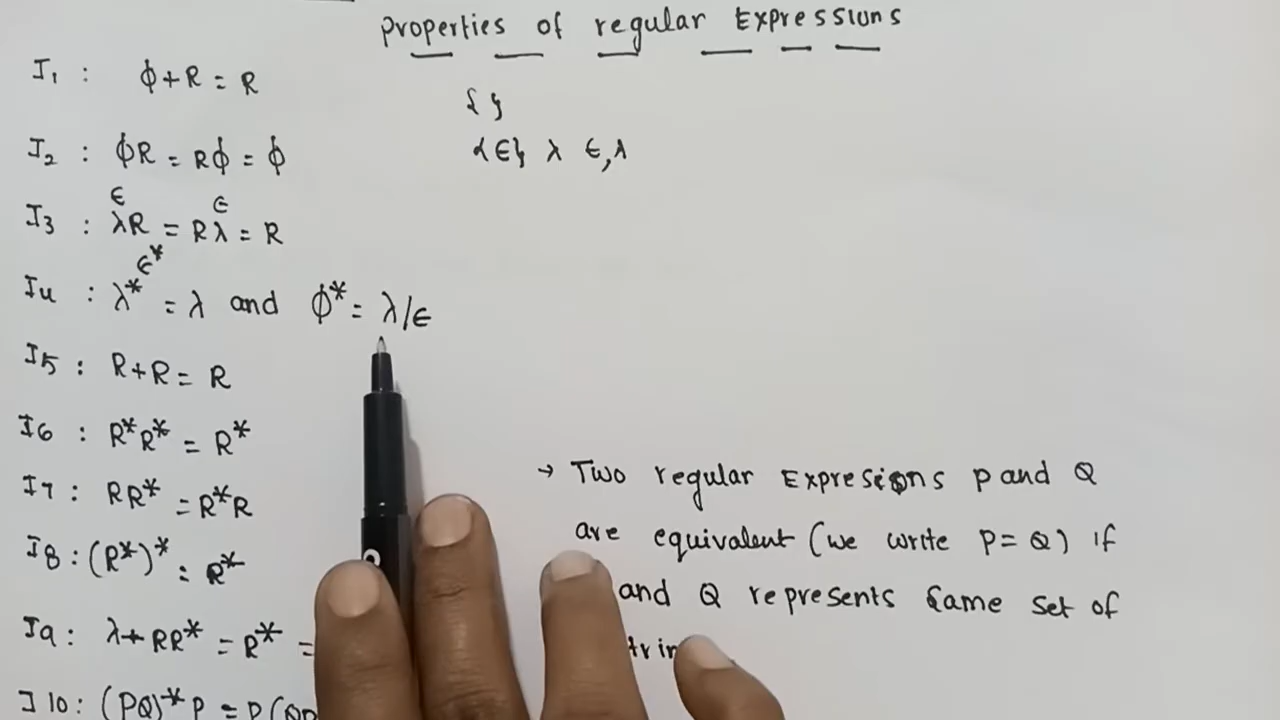 Properties of regular Expressions
I1 : ϕ+R = R
{ }
I2 : ϕR = Rϕ = ϕ
{ϵ} λ ϵ,λ
ϵ ϵ
I3 : λR = Rλ = R
ϵ*
I4 : λ* = λ and ϕ* = λ/ϵ
I5 : R+R = R
I6 : R*R* = R*
I7 : RR* = R*R
I8 : (R*)* = R*
I9 : λ+RR* = R* =
I10 : (PQ)*P = P(Q
→ Two regular Expresions P and Q
are equivalent (we write P=Q) if
and Q represents same set of